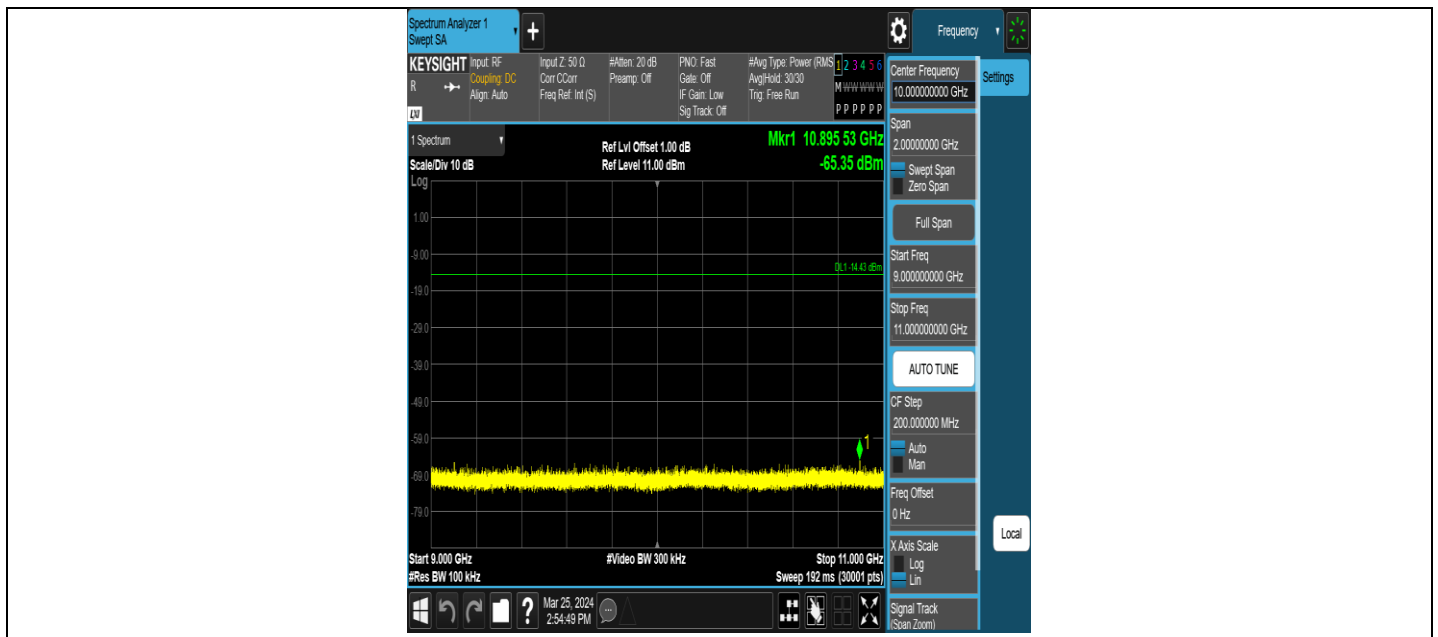 Spectrum Analyzer 1
Swept SA
+
Frequency
KEYSIGHT
R
LXI
Input: RF
Coupling: DC
Align: Auto
Input Z: 50 Ω
Corr CCorr
Freq Ref: Int (S)
#Atten: 20 dB
Preamp: Off
PNO: Fast
Gate: Off
IF Gain: Low
Sig Track: Off
#Avg Type: Power (RMS
Avg|Hold: 30/30
Trig: Free Run
1 2 3 4 5 6
M W W W W W
P P P P P P
1 Spectrum
Scale/Div 10 dB
Log
Ref Lvl Offset 1.00 dB
Ref Level 11.00 dBm
Mkr1 10.895 53 GHz
-65.35 dBm
1.00
-9.00
DL1 -14.43 dBm
-19.0
-29.0
-39.0
-49.0
-59.0
1
-69.0
-79.0
Start 9.000 GHz
#Video BW 300 kHz
Stop 11.000 GHz
#Res BW 100 kHz
Sweep 192 ms (30001 pts)
Center Frequency
10.000000000 GHz
Settings
Span
2.00000000 GHz
Swept Span
Zero Span
Full Span
Start Freq
9.000000000 GHz
Stop Freq
11.000000000 GHz
AUTO TUNE
CF Step
200.000000 MHz
Auto
Man
Freq Offset
0 Hz
X Axis Scale
Log
Lin
Local
Signal Track
(Span Zoom)
?
Mar 25, 2024
2:54:49 PM